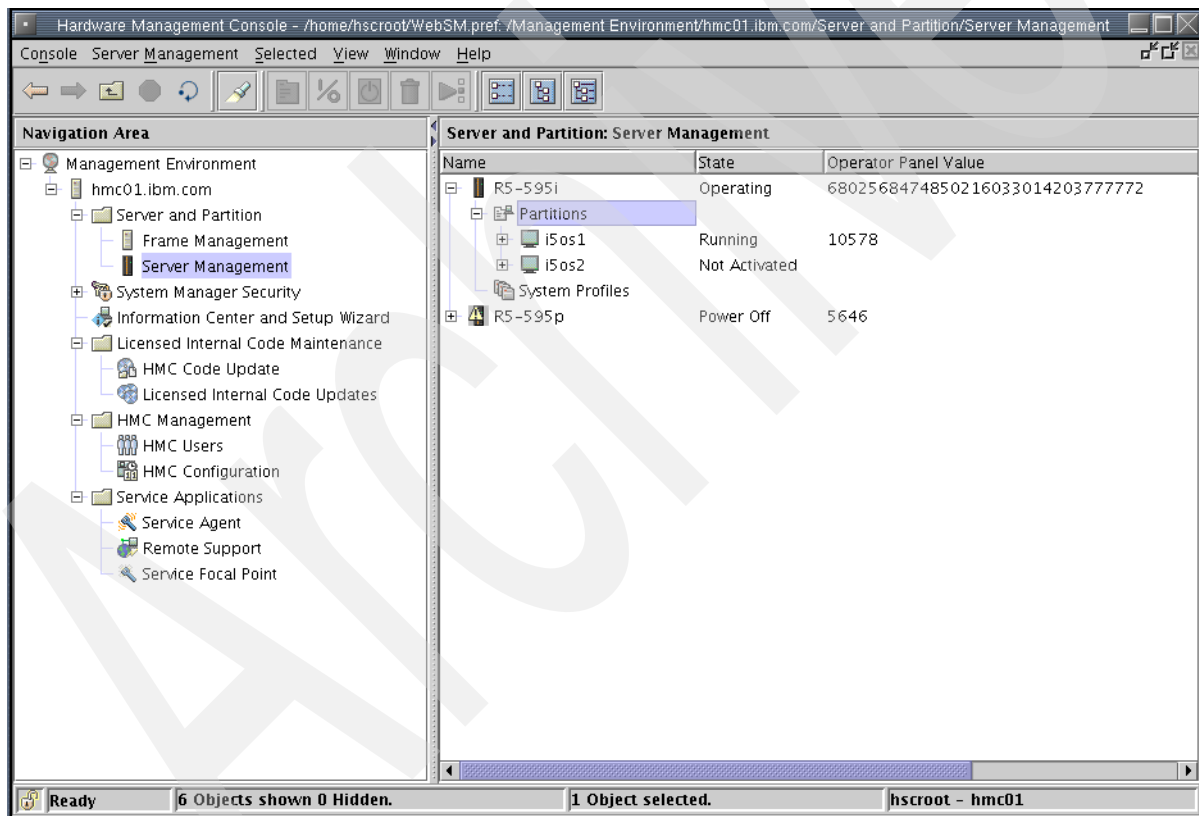 Hardware Management Console - /home/hscroot/WebSM.pref: /Management Environment/hmc01.ibm.com/Server and Partition/Server Management
Console Server Management Selected View Window Help
Navigation Area
Management Environment
hmc01.ibm.com
Server and Partition
Frame Management
Server Management
System Manager Security
Information Center and Setup Wizard
Licensed Internal Code Maintenance
HMC Code Update
Licensed Internal Code Updates
HMC Management
HMC Users
HMC Configuration
Service Applications
Service Agent
Remote Support
Service Focal Point
Server and Partition: Server Management
Name State Operator Panel Value
R5-595i Operating 6802568474850216033014203777772
Partitions
i5os1 Running 10578
i5os2 Not Activated
System Profiles
R5-595p Power Off 5646
Ready 6 Objects shown 0 Hidden. 1 Object selected. hscroot - hmc01